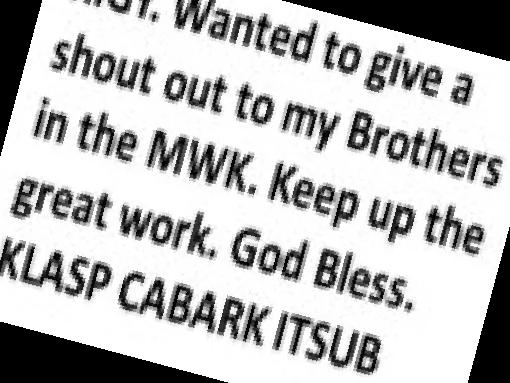 Wanted to give a
shout out to my Brothers
in the MWK. Keep up the
great work. God Bless.
KLASP CABARK ITSUB